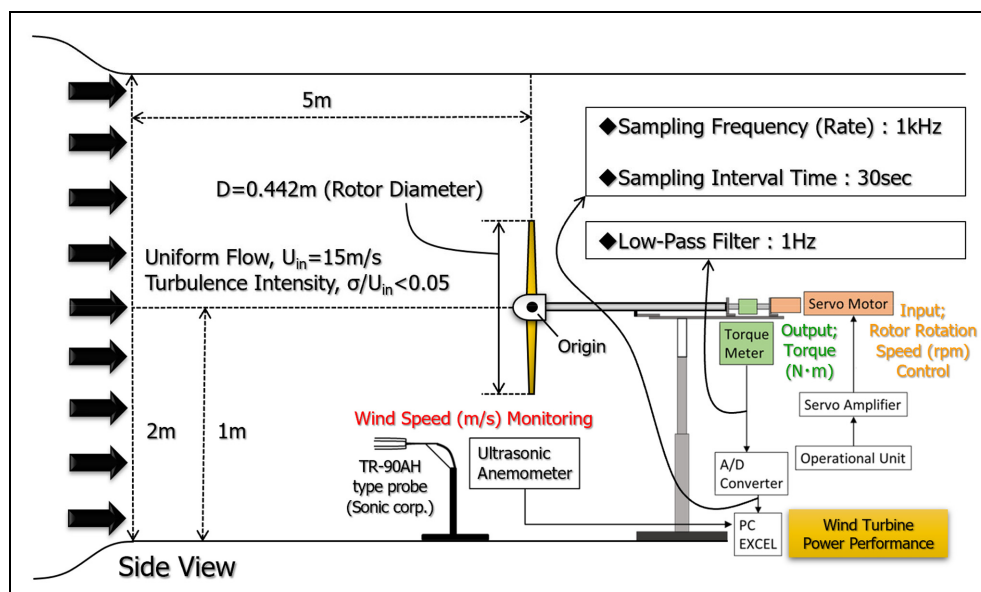 5m
◆Sampling Frequency (Rate) : 1kHz
◆Sampling Interval Time : 30sec
D=0.442m (Rotor Diameter)
◆Low-Pass Filter : 1Hz
Uniform Flow, Uin=15m/s
Turbulence Intensity, σ/Uin<0.05
Origin
Servo Motor
Torque
Meter
Output;
Torque
(N・m)
Input;
Rotor Rotation
Speed (rpm)
Control
Servo Amplifier
Operational Unit
2m
1m
Wind Speed (m/s) Monitoring
TR-90AH
type probe
(Sonic corp.)
Ultrasonic
Anemometer
A/D
Converter
PC
EXCEL
Wind Turbine
Power Performance
Side View